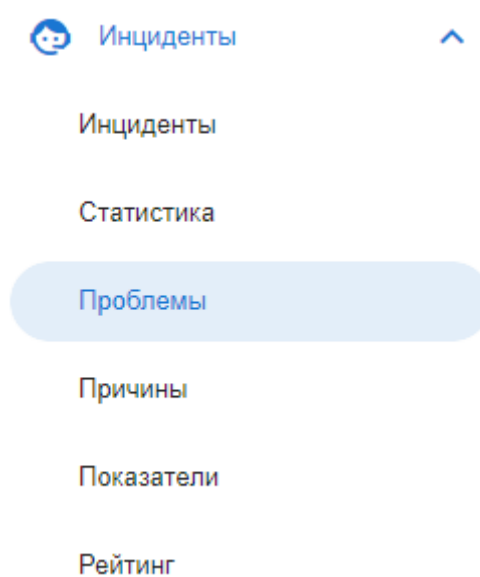 Инциденты
Инциденты
Статистика
Проблемы
Причины
Показатели
Рейтинг